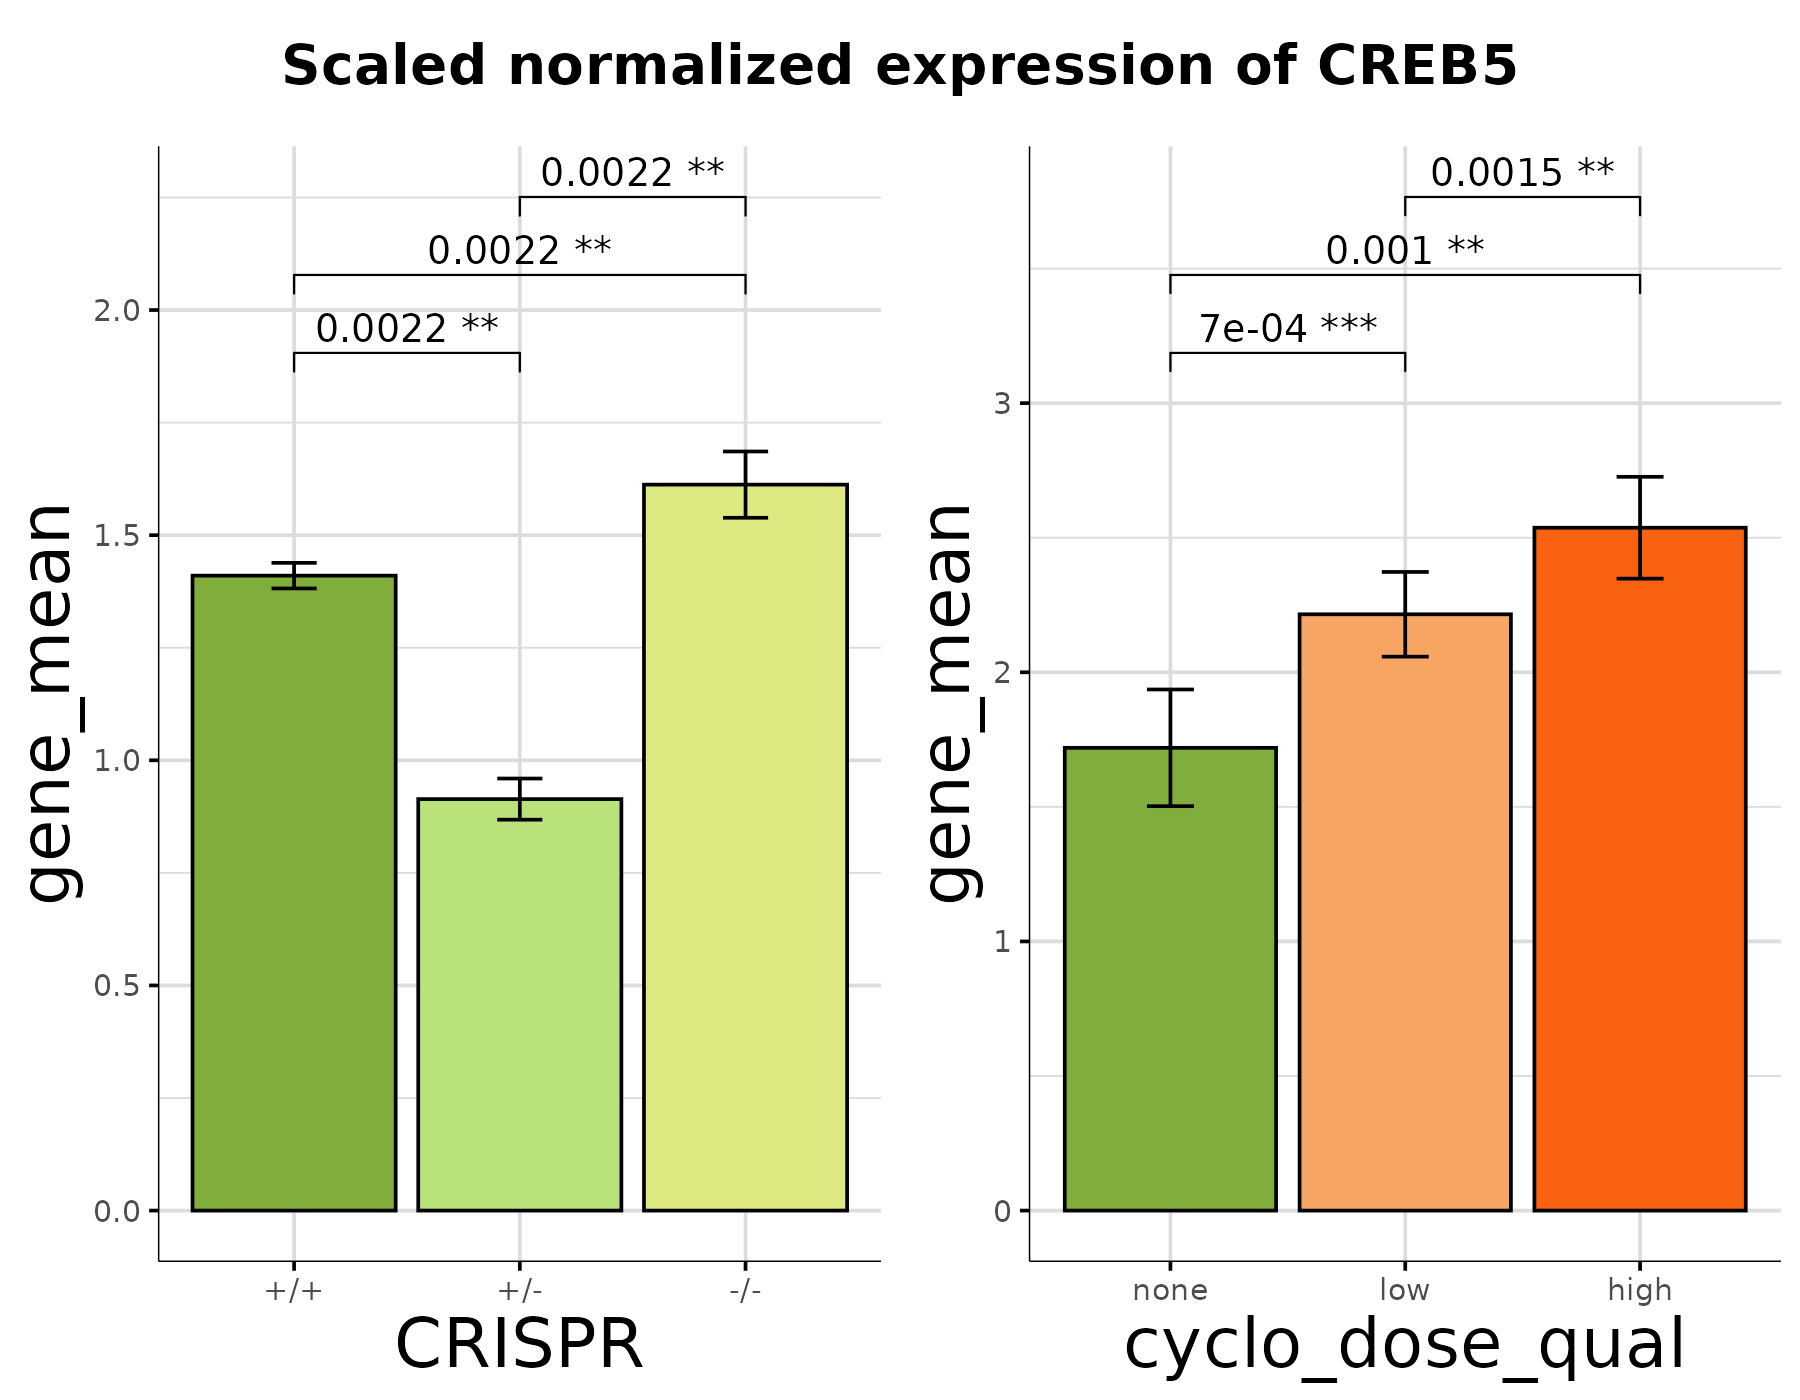 Scaled normalized expression of CREB5
0.0022 **
0.0022 **
0.0022 **
gene_mean
2.0
1.5
1.0
0.5
0.0
+/+
+/-
-/-
CRISPR
0.0015 **
0.001 **
7e-04 ***
gene_mean
3
2
1
0
none
low
high
cyclo_dose_qual